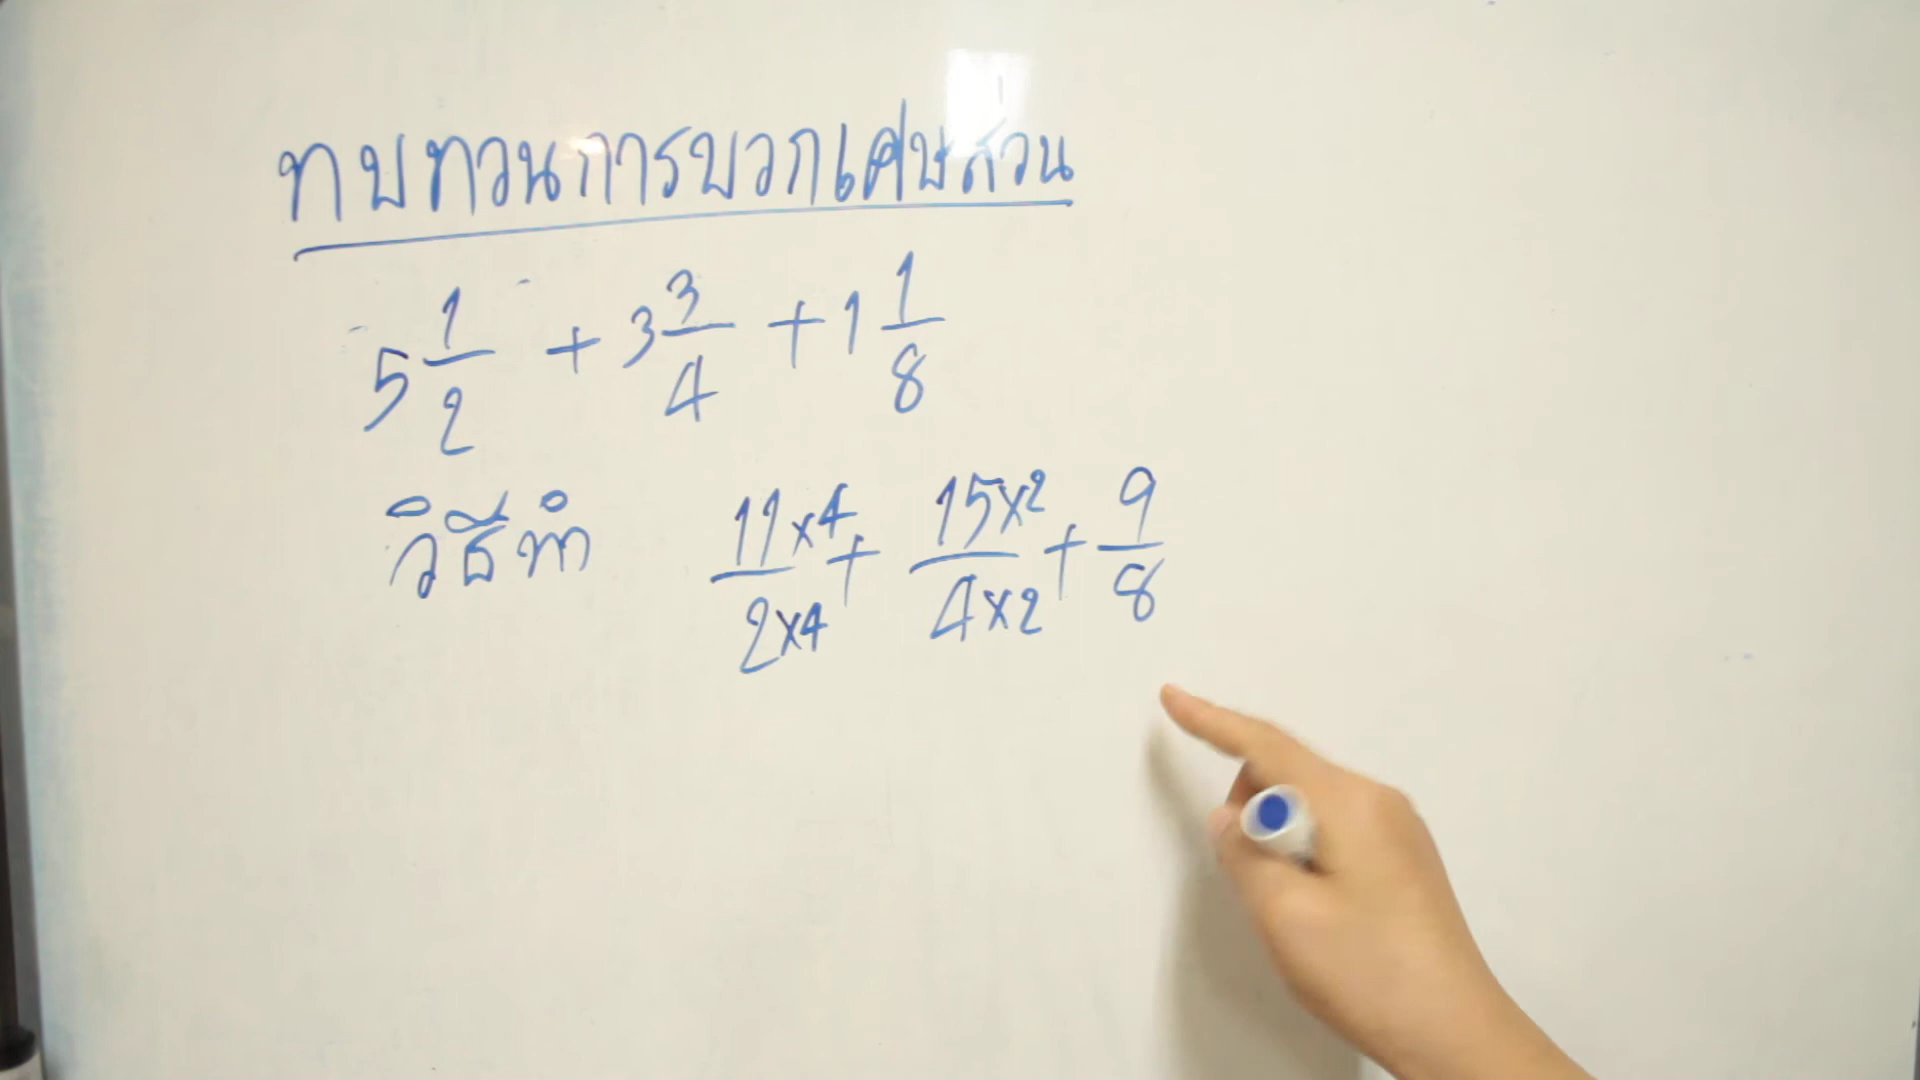 ทบทวนการบวกเศษส่วน
5 1/2 + 3 3/4 + 1 1/8
วิธีทำ 11x4/2x4 + 15x2/4x2 + 9/8